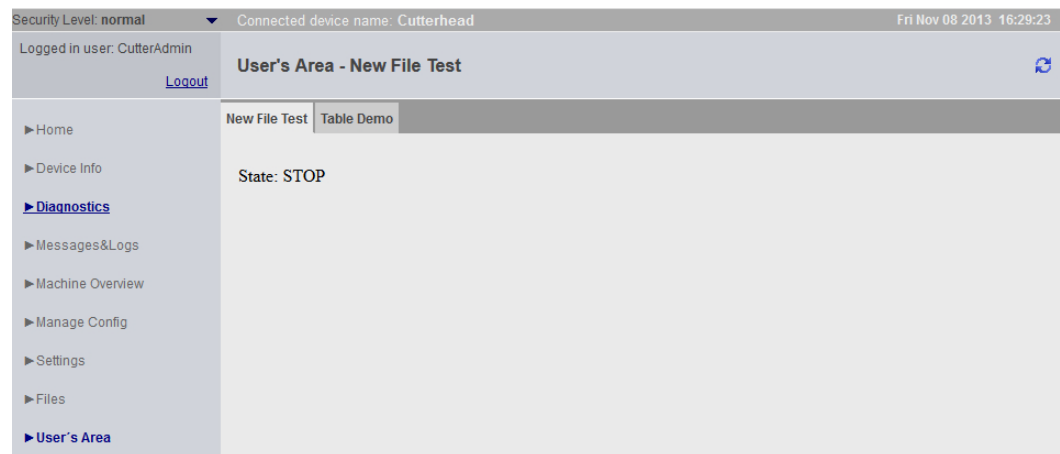 Security Level: normal
Connected device name: Cutterhead
Fri Nov 08 2013 16:29:23
Logged in user: CutterAdmin
Logout
User's Area - New File Test
New File Test
Table Demo
State: STOP
►Home
►Device Info
►Diagnostics
►Messages&Logs
►Machine Overview
►Manage Config
►Settings
►Files
►User´s Area